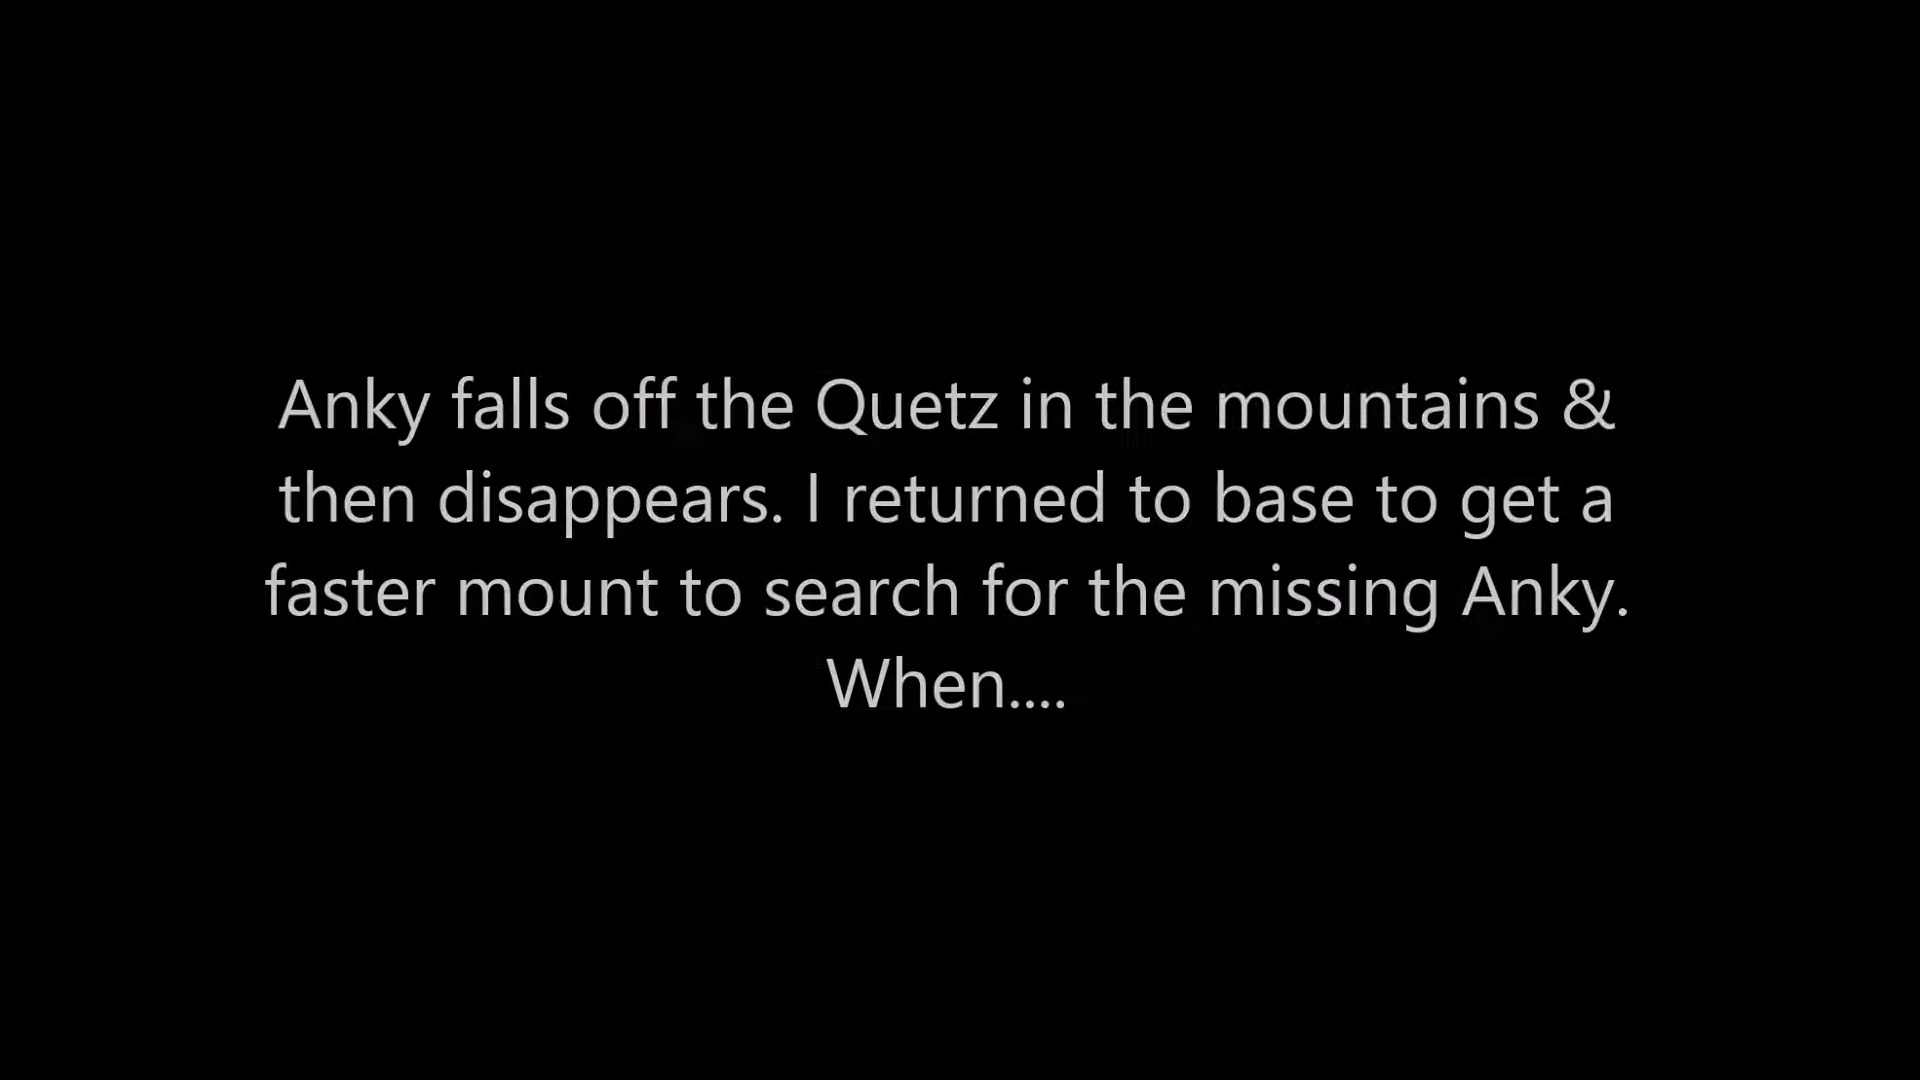 Anky falls off the Quetz in the mountains &
then disappears. I returned to base to get a
faster mount to search for the missing Anky.
When....